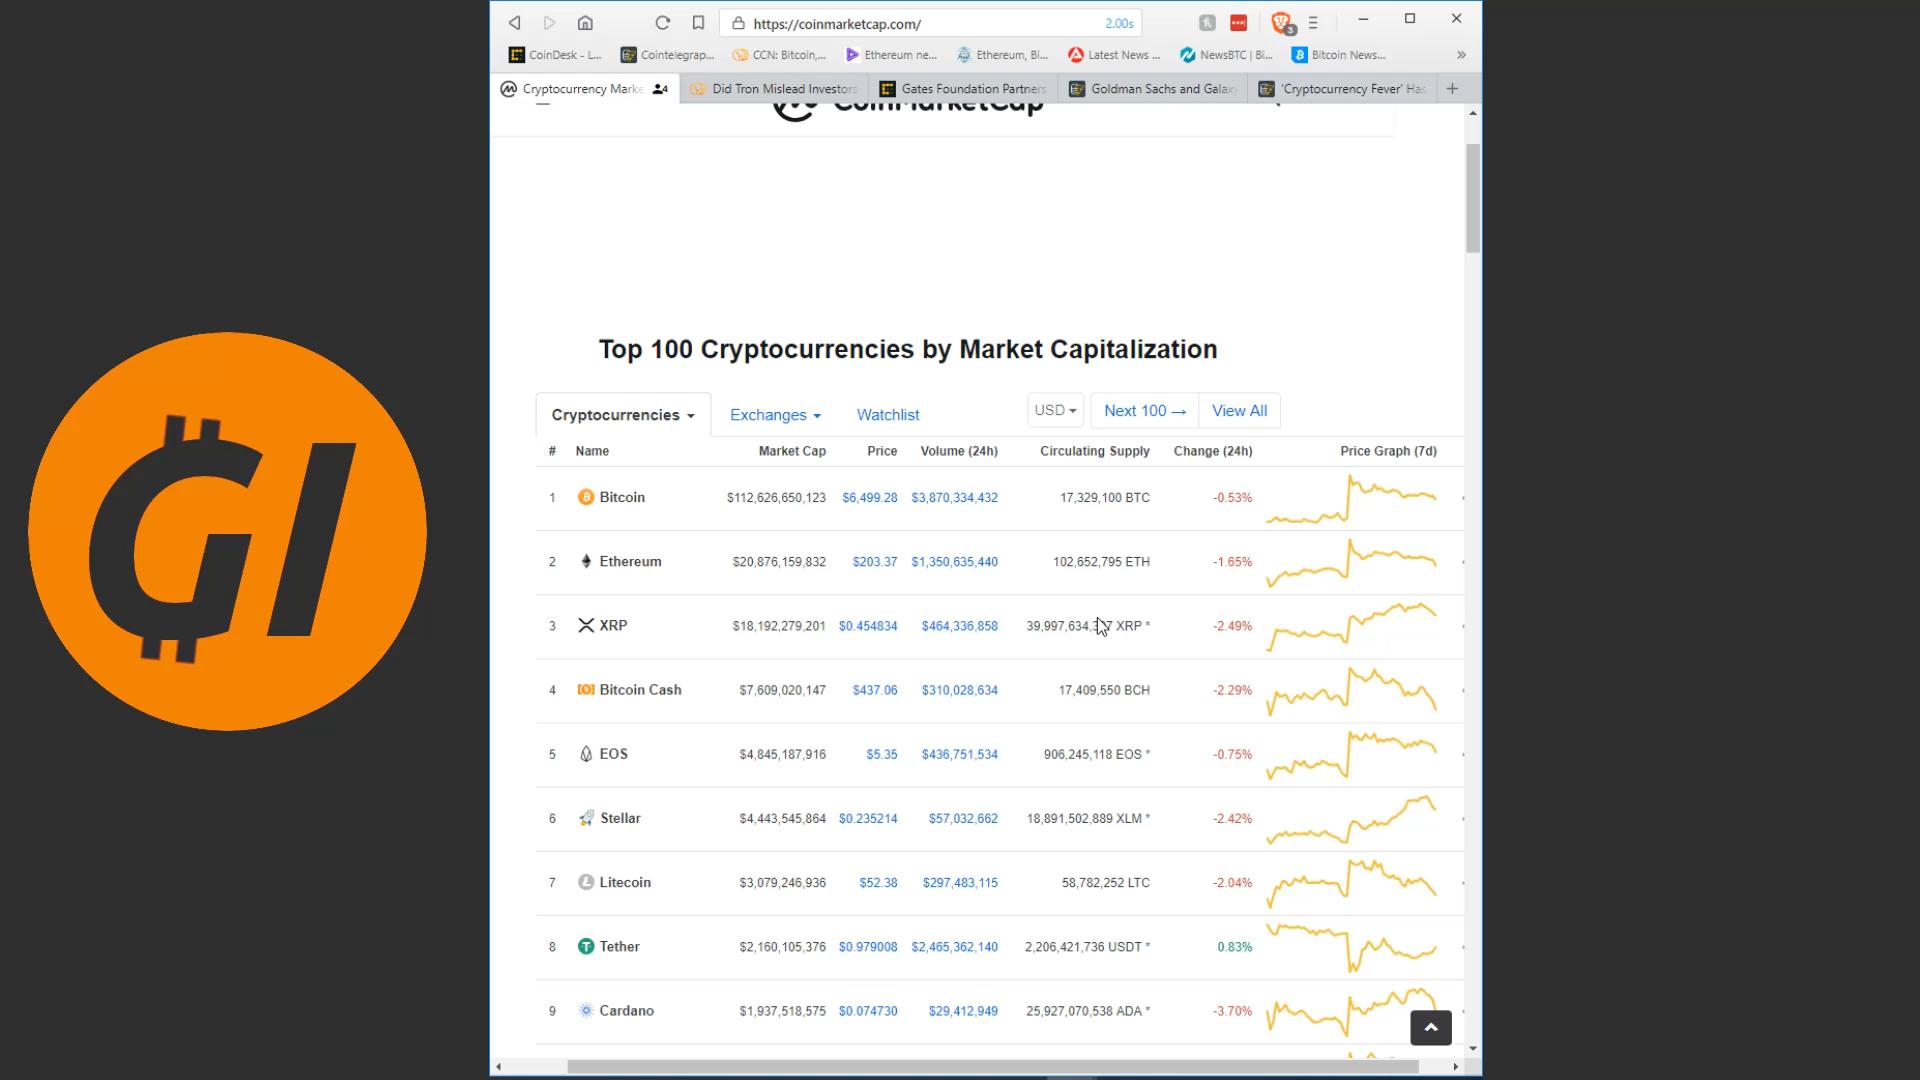 https://coinmarketcap.com/ 2.00s 3
CoinDesk - L... Cointelegrap... CCN: Bitcoin,... Ethereum ne... Ethereum, Bi... Latest News ... NewsBTC | Bi... Bitcoin News... »
Cryptocurrency Marke 4 Did Tron Mislead Investors Gates Foundation Partners Goldman Sachs and Galax 'Cryptocurrency Fever' Has +
CoinMarketCap
GI
Top 100 Cryptocurrencies by Market Capitalization
Cryptocurrencies Exchanges Watchlist USD Next 100 → View All
# Name Market Cap Price Volume (24h) Circulating Supply Change (24h) Price Graph (7d)
1 Bitcoin $112,626,650,123 $6,499.28 $3,870,334,432 17,329,100 BTC -0.53%
2 Ethereum $20,876,159,832 $203.37 $1,350,635,440 102,652,795 ETH -1.65%
3 XRP $18,192,279,201 $0.454834 $464,336,858 XRP * -2.49%
4 Bitcoin Cash $7,609,020,147 $437.06 $310,028,634 17,409,550 BCH -2.29%
5 EOS $4,845,187,916 $5.35 $436,751,534 906,245,118 EOS * -0.75%
6 Stellar $4,443,545,864 $0.235214 $57,032,662 18,891,502,889 XLM * -2.42%
7 Litecoin $3,079,246,936 $52.38 $297,483,115 58,782,252 LTC -2.04%
8 Tether $2,160,105,376 $0.979008 $2,465,362,140 2,206,421,736 USDT * 0.83%
9 Cardano $1,937,518,575 $0.074730 $29,412,949 25,927,070,538 ADA * -3.70%